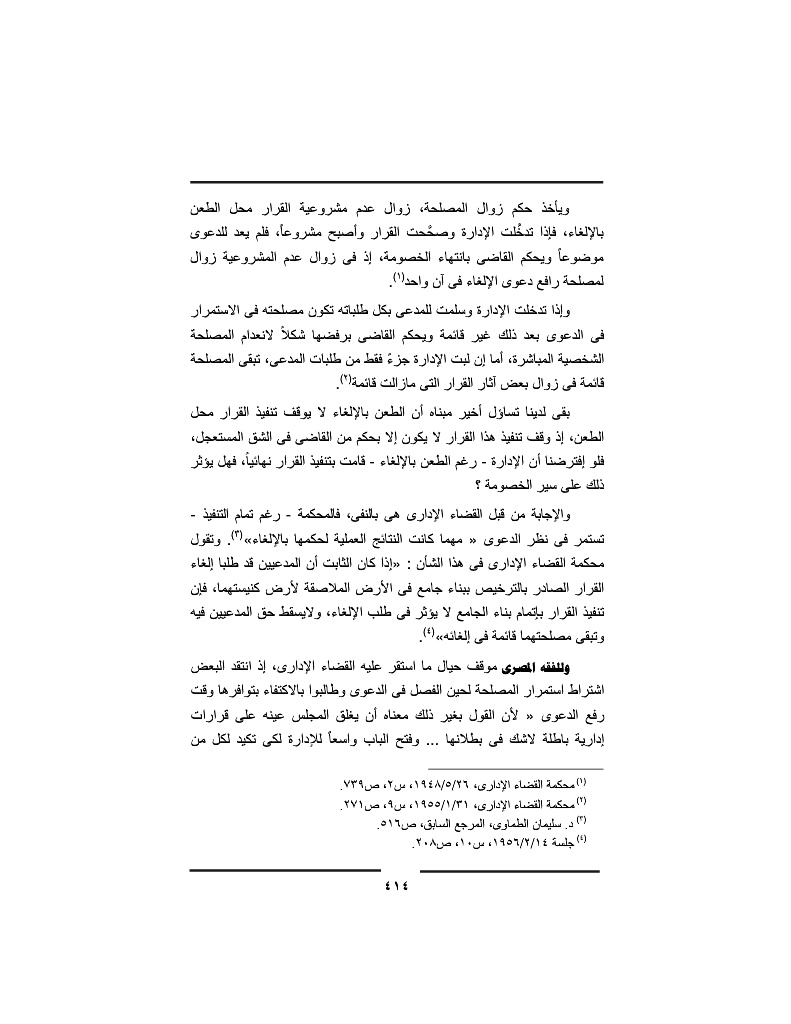 ويأخذ حكم زوال المصلحة، زوال عدم مشروعية القرار محل الطعن
بالإلغاء، فإذا تدخَّلت الإدارة وصحَّحت القرار وأصبح مشروعاً، فلم يعد للدعوى
موضوعاً ويحكم القاضى بانتهاء الخصومة، إذ فى زوال عدم المشروعية زوال
لمصلحة رافع دعوى الإلغاء فى آن واحد(١).
وإذا تدخلت الإدارة وسلمت للمدعى بكل طلباته تكون مصلحته فى الاستمرار
فى الدعوى بعد ذلك غير قائمة ويحكم القاضى برفضها شكلاً لانعدام المصلحة
الشخصية المباشرة، أما إن لبت الإدارة جزءً فقط من طلبات المدعى، تبقى المصلحة
قائمة فى زوال بعض آثار القرار التى مازالت قائمة(٢).
بقى لدينا تساؤل أخير مبناه أن الطعن بالإلغاء لا يوقف تنفيذ القرار محل
الطعن، إذ وقف تنفيذ هذا القرار لا يكون إلا بحكم من القاضى فى الشق المستعجل،
فلو إفترضنا أن الإدارة - رغم الطعن بالإلغاء - قامت بتنفيذ القرار نهائياً، فهل يؤثر
ذلك على سير الخصومة ؟
والإجابة من قبل القضاء الإدارى هى بالنفى، فالمحكمة - رغم تمام التنفيذ -
تستمر فى نظر الدعوى « مهما كانت النتائج العملية لحكمها بالإلغاء»(٣). وتقول
محكمة القضاء الإدارى فى هذا الشأن : «إذا كان الثابت أن المدعيين قد طلبا إلغاء
القرار الصادر بالترخيص ببناء جامع فى الأرض الملاصقة لأرض كنيستهما، فإن
تنفيذ القرار بإتمام بناء الجامع لا يؤثر فى طلب الإلغاء، ولايسقط حق المدعيين فيه
وتبقى مصلحتهما قائمة فى إلغائه»(٤).
وللفقه المصرى موقف حيال ما استقر عليه القضاء الإدارى، إذ انتقد البعض
اشتراط استمرار المصلحة لحين الفصل فى الدعوى وطالبوا بالاكتفاء بتوافرها وقت
رفع الدعوى « لأن القول بغير ذلك معناه أن يغلق المجلس عينه على قرارات
إدارية باطلة لاشك فى بطلانها ... وفتح الباب واسعاً للإدارة لكى تكيد لكل من
(١) محكمة القضاء الإدارى، ١٩٤٨/٥/٢٦، س٢، ص٧٣٩.
(٢) محكمة القضاء الإدارى، ١٩٥٥/١/٣١، س٩، ص٢٧١.
(٣) د. سليمان الطماوى، المرجع السابق، ص٥١٦.
(٤) جلسة ١٩٥٦/٢/١٤، س١٠، ص٢٠٨.
٤١٤